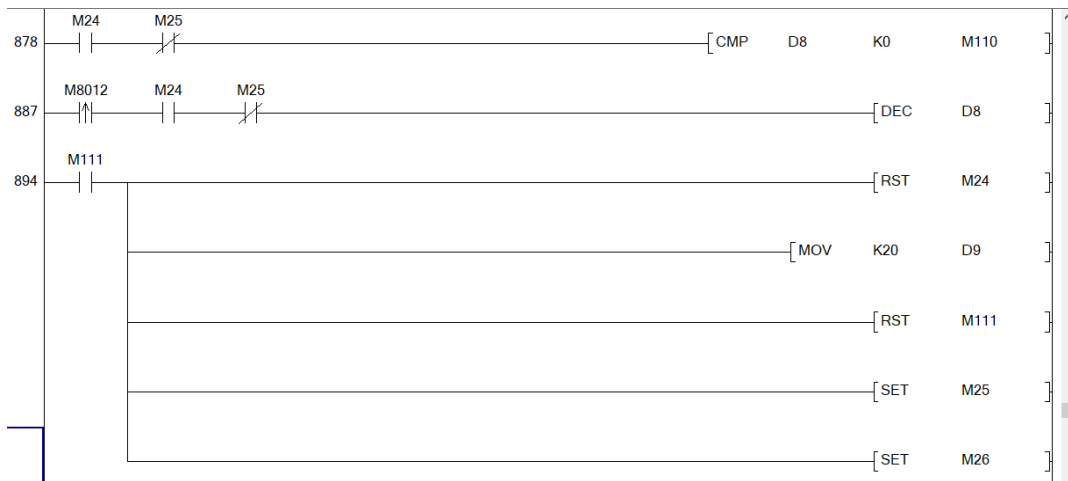 M24 M25
878 [CMP D8 K0 M110 ]
M8012 M24 M25
887 [DEC D8 ]
M111
894 [RST M24 ]
[MOV K20 D9 ]
[RST M111 ]
[SET M25 ]
[SET M26 ]